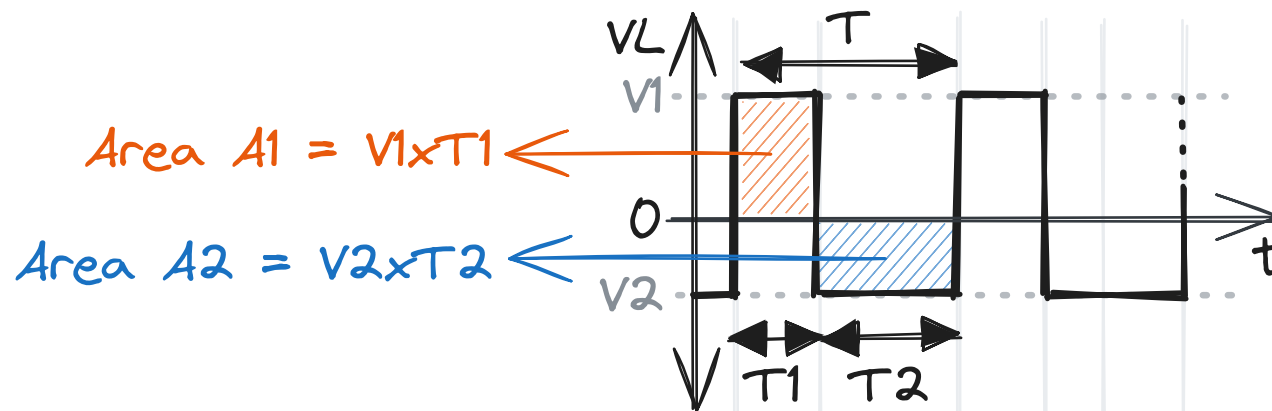 VL
T
V1
Area A1 = V1xT1
0
Area A2 = V2xT2
t
V2
T1
T2